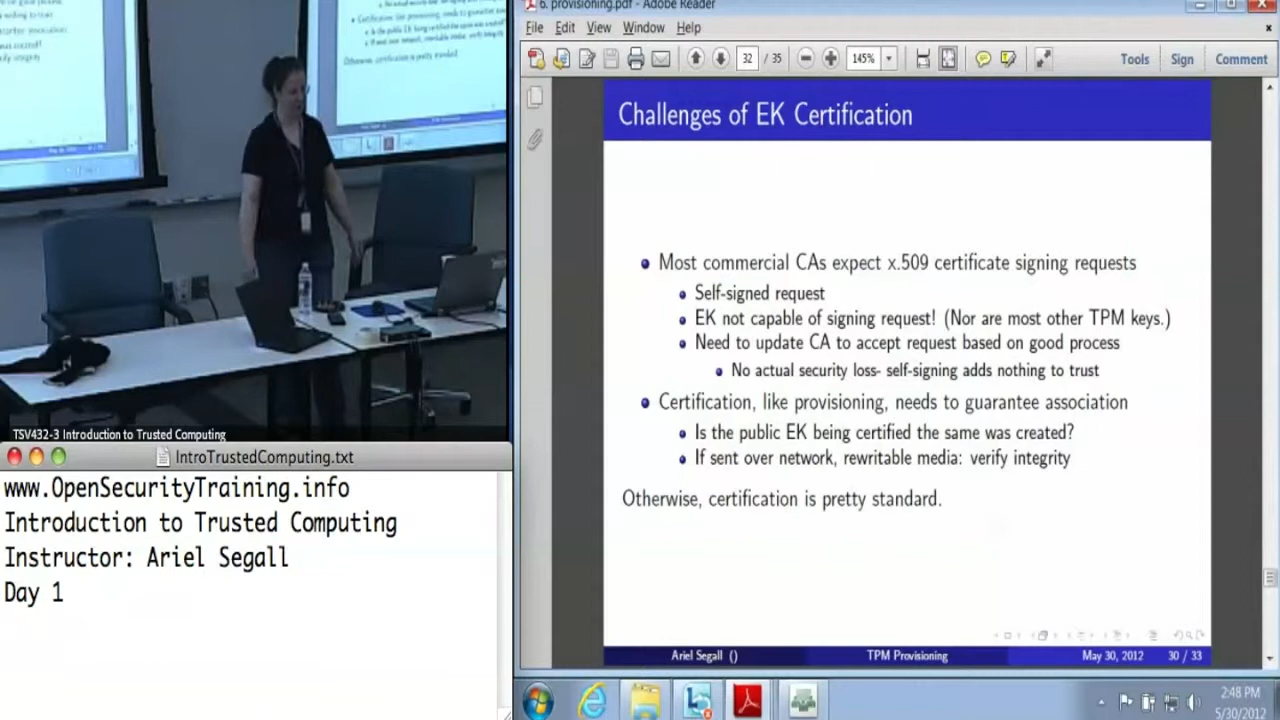 6. provisioning.pdf - Adobe Reader
File Edit View Window Help
32 / 35 145% Tools Sign Comment
Challenges of EK Certification
Most commercial CAs expect x.509 certificate signing requests
Self-signed request
EK not capable of signing request! (Nor are most other TPM keys.)
Need to update CA to accept request based on good process
No actual security loss- self-signing adds nothing to trust
Certification, like provisioning, needs to guarantee association
Is the public EK being certified the same was created?
If sent over network, rewritable media: verify integrity
Otherwise, certification is pretty standard.
Ariel Segall () TPM Provisioning May 30, 2012 30 / 33
2:48 PM
5/30/2012
TSV432-3 Introduction to Trusted Computing
IntroTrustedComputing.txt
www.OpenSecurityTraining.info
Introduction to Trusted Computing
Instructor: Ariel Segall
Day 1